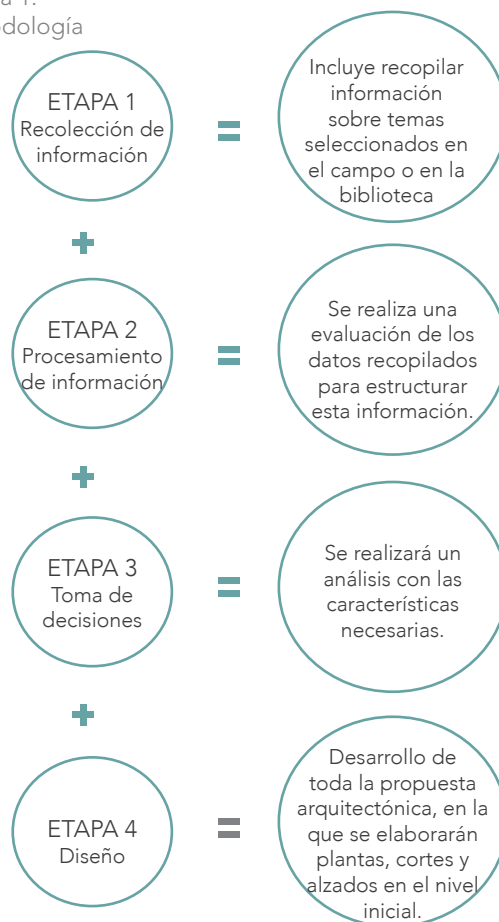 a 1.
odología
ETAPA 1
Recolección de
información
=
Incluye recopilar
información
sobre temas
seleccionados en
el campo o en la
biblioteca
+
ETAPA 2
Procesamiento
de información
=
Se realiza una
evaluación de los
datos recopilados
para estructurar
esta información.
+
ETAPA 3
Toma de
decisiones
=
Se realizará un
análisis con las
características
necesarias.
+
ETAPA 4
Diseño
=
Desarrollo de
toda la propuesta
arquitectónica, en la
que se elaborarán
plantas, cortes y
alzados en el nivel
inicial.